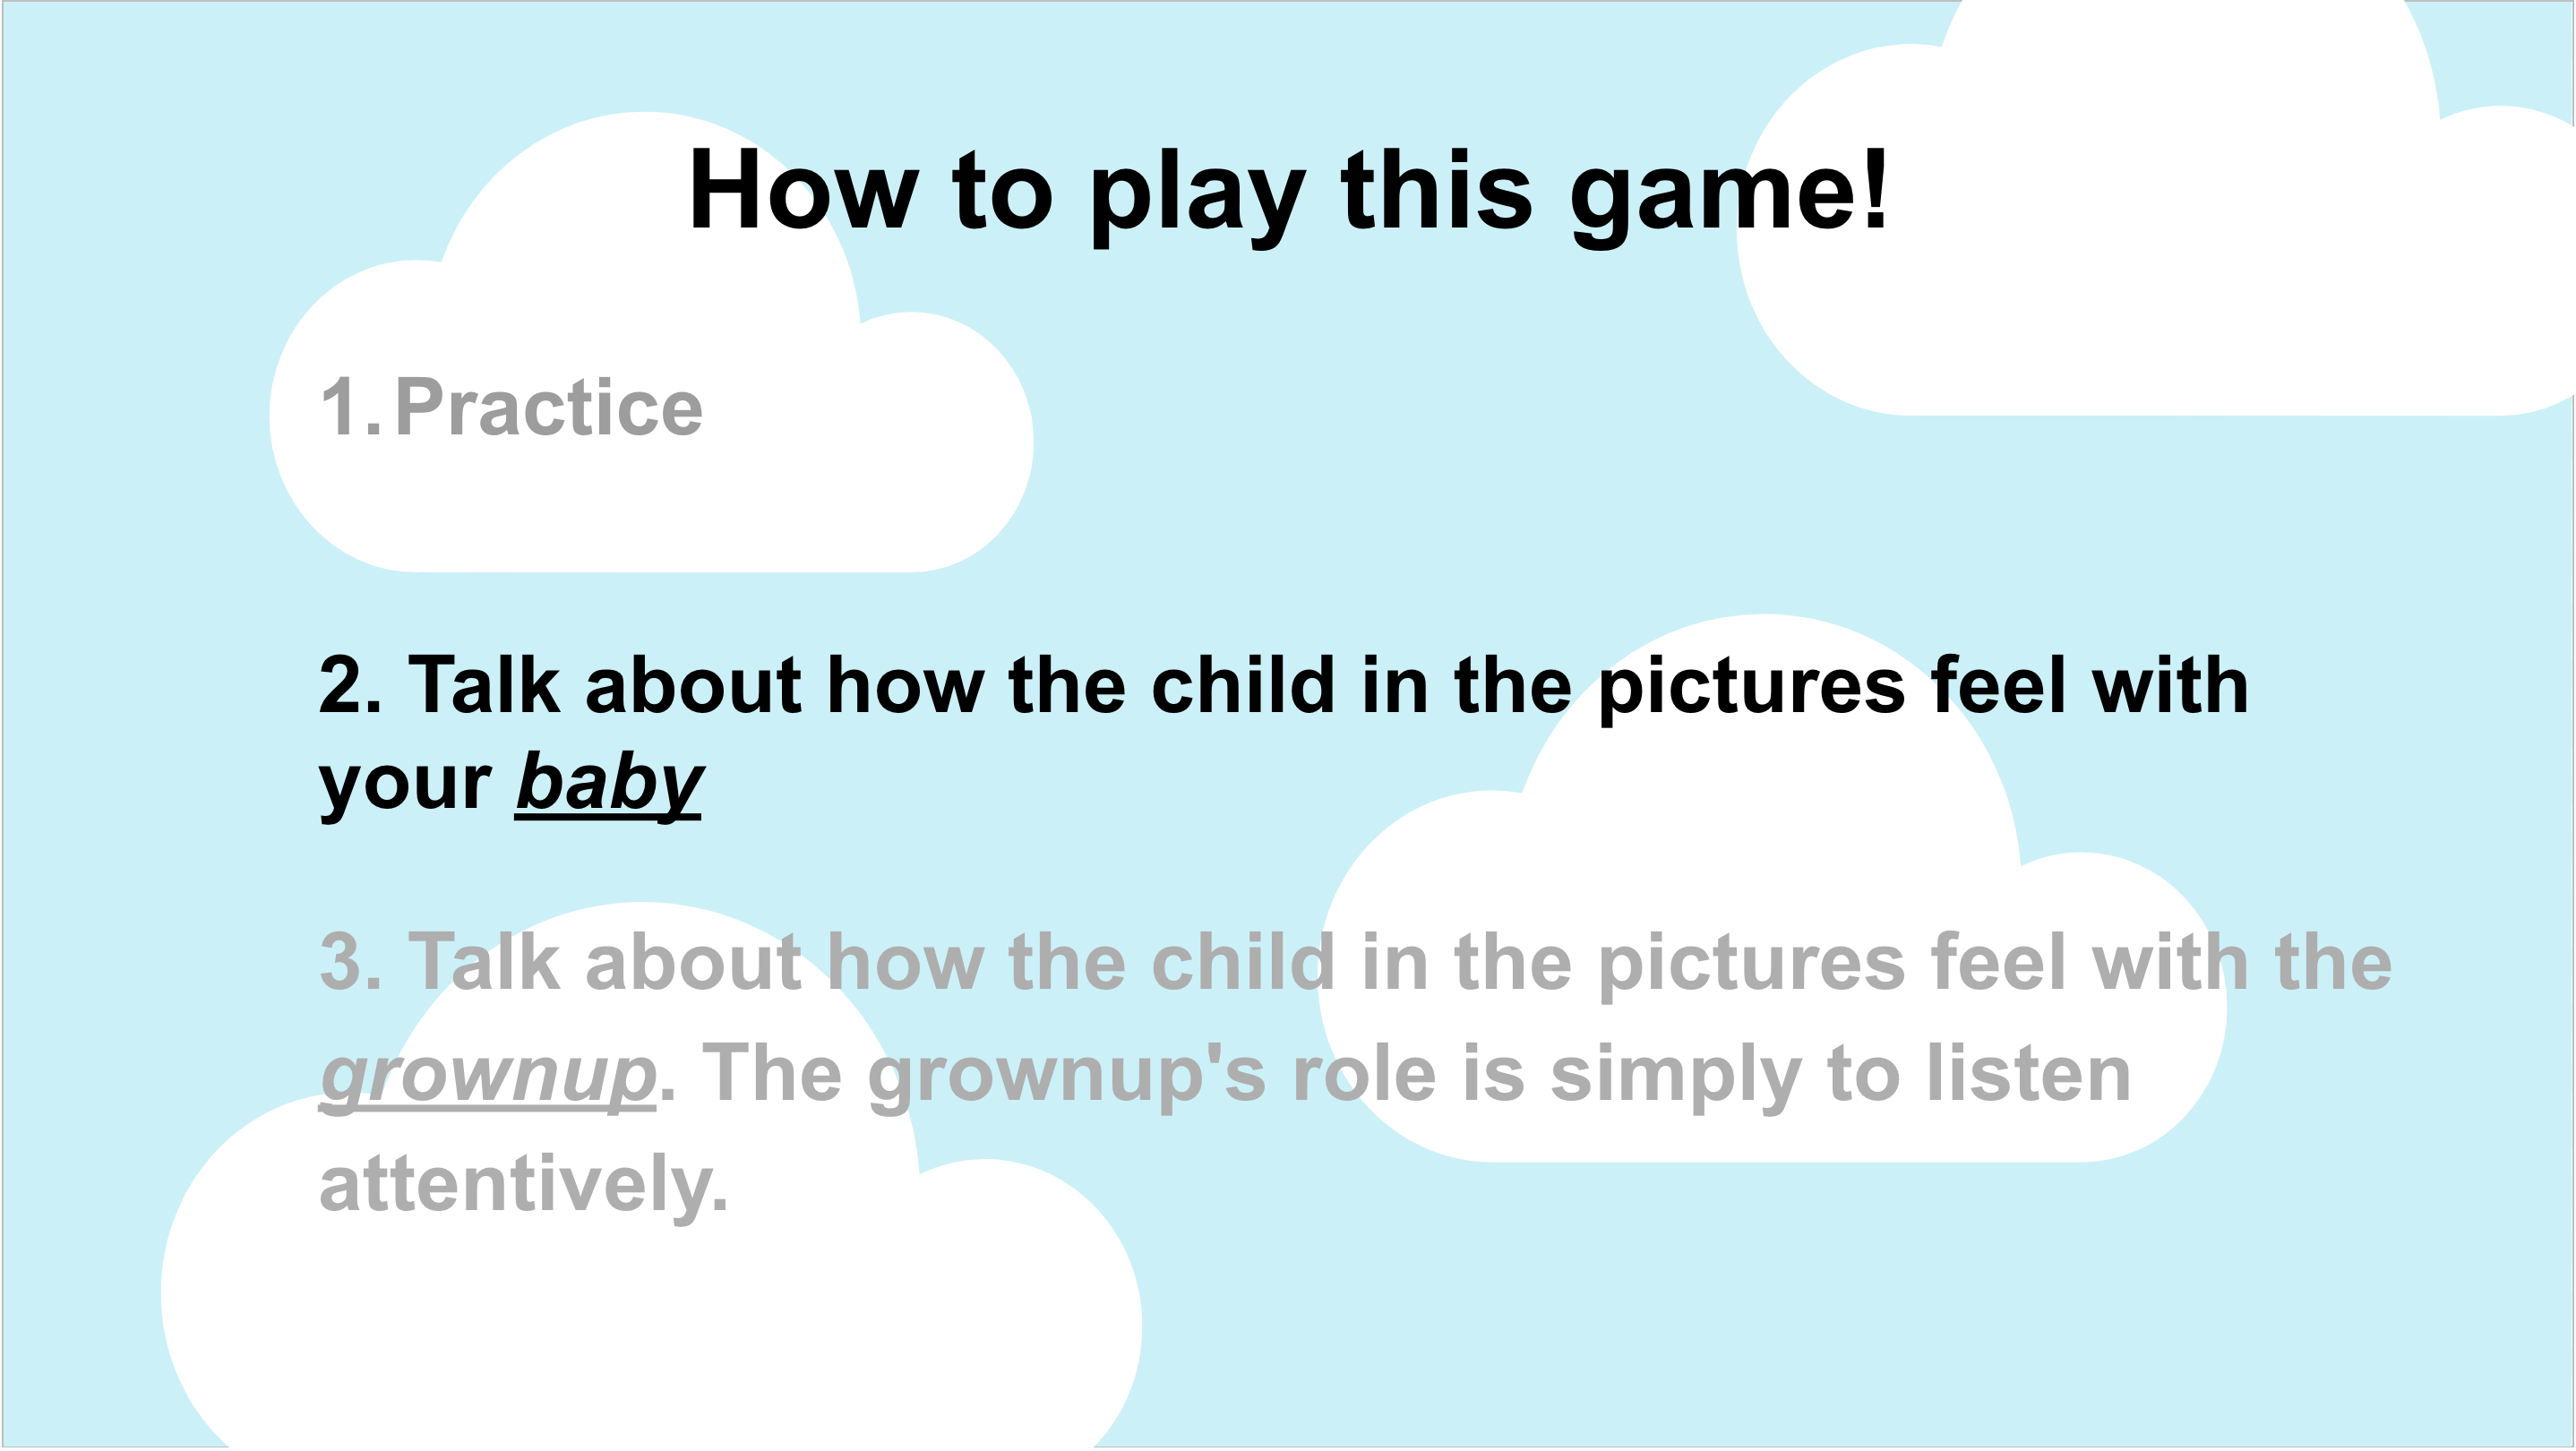 How to play this game!
1. Practice
2. Talk about how the child in the pictures feel with
your baby
3. Talk about how the child in the pictures feel with the
grownup. The grownup's role is simply to listen
attentively.